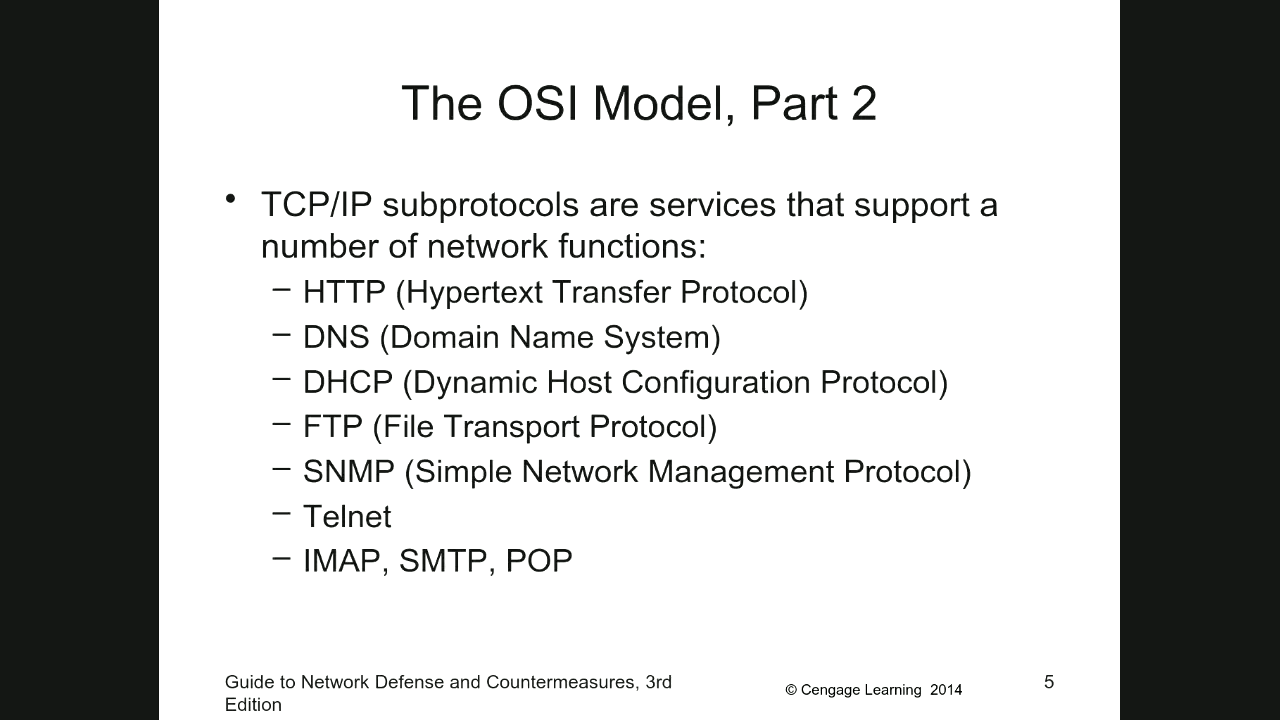 The OSI Model, Part 2
• TCP/IP subprotocols are services that support a
number of network functions:
– HTTP (Hypertext Transfer Protocol)
– DNS (Domain Name System)
– DHCP (Dynamic Host Configuration Protocol)
– FTP (File Transport Protocol)
– SNMP (Simple Network Management Protocol)
– Telnet
– IMAP, SMTP, POP
Guide to Network Defense and Countermeasures, 3rd
Edition
© Cengage Learning 2014
5